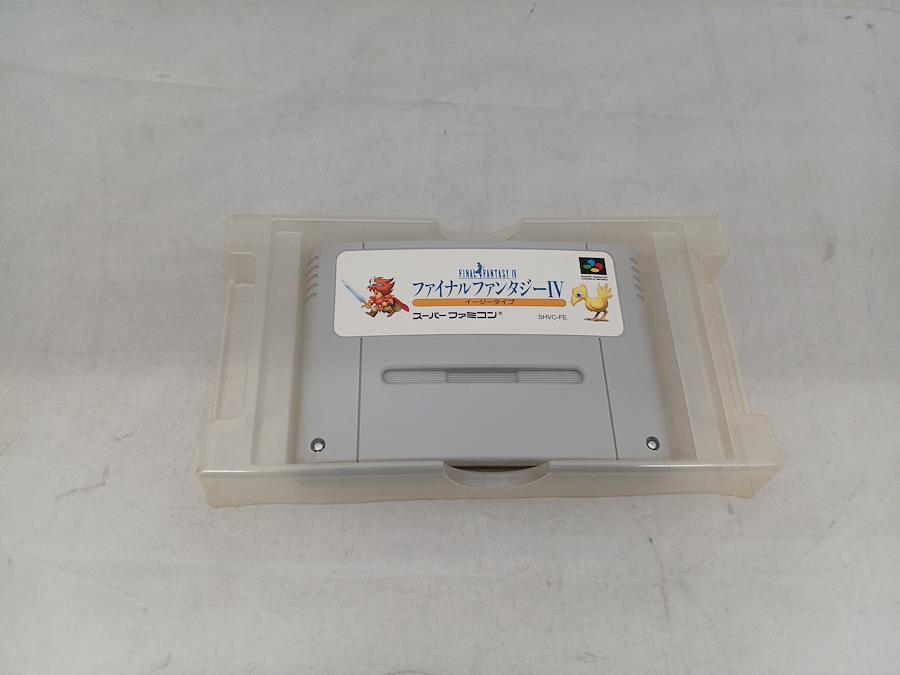 FINAL FANTASY IV
ファイナルファンタジーIV
イージータイプ
スーパーファミコン®
SHVC-FE